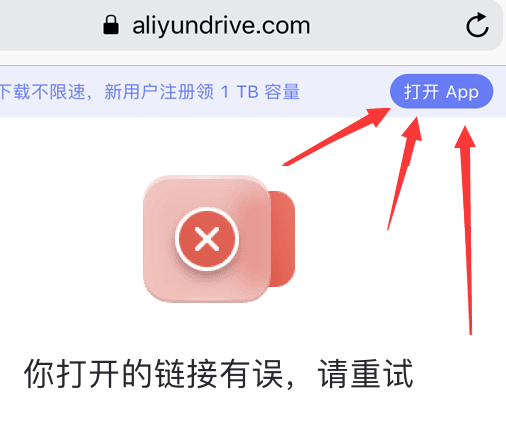 aliyundrive.com
下载不限速，新用户注册领 1 TB 容量
打开 App
你打开的链接有误，请重试